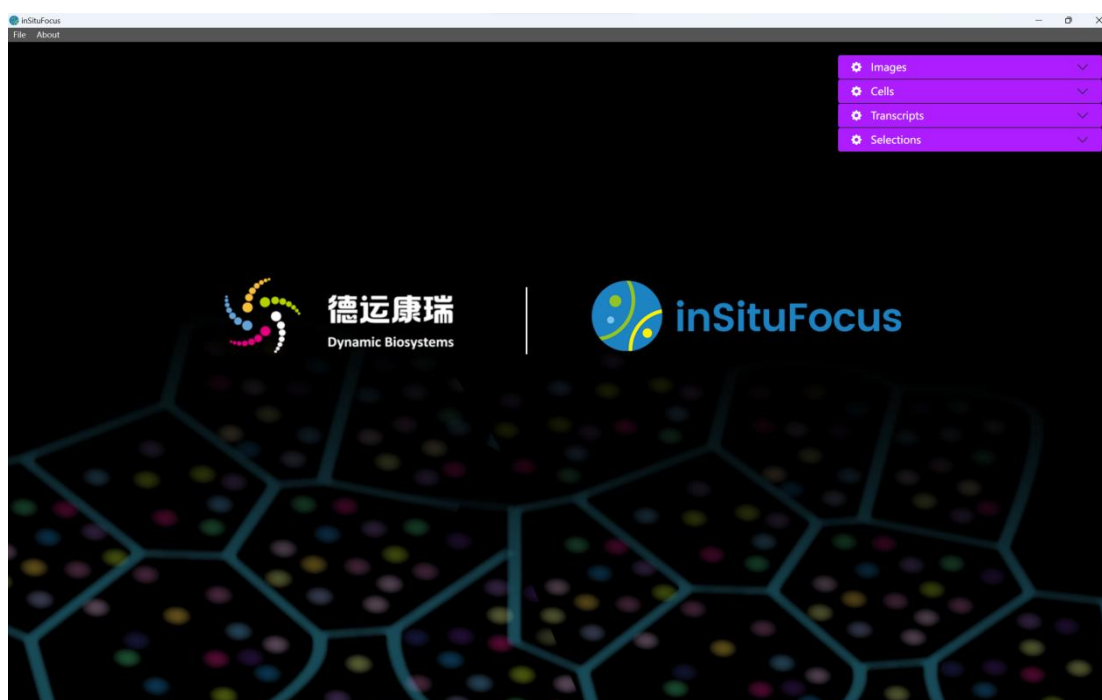 inSituFocus
File About
Images
Cells
Transcripts
Selections
德运康瑞
Dynamic Biosystems
inSituFocus